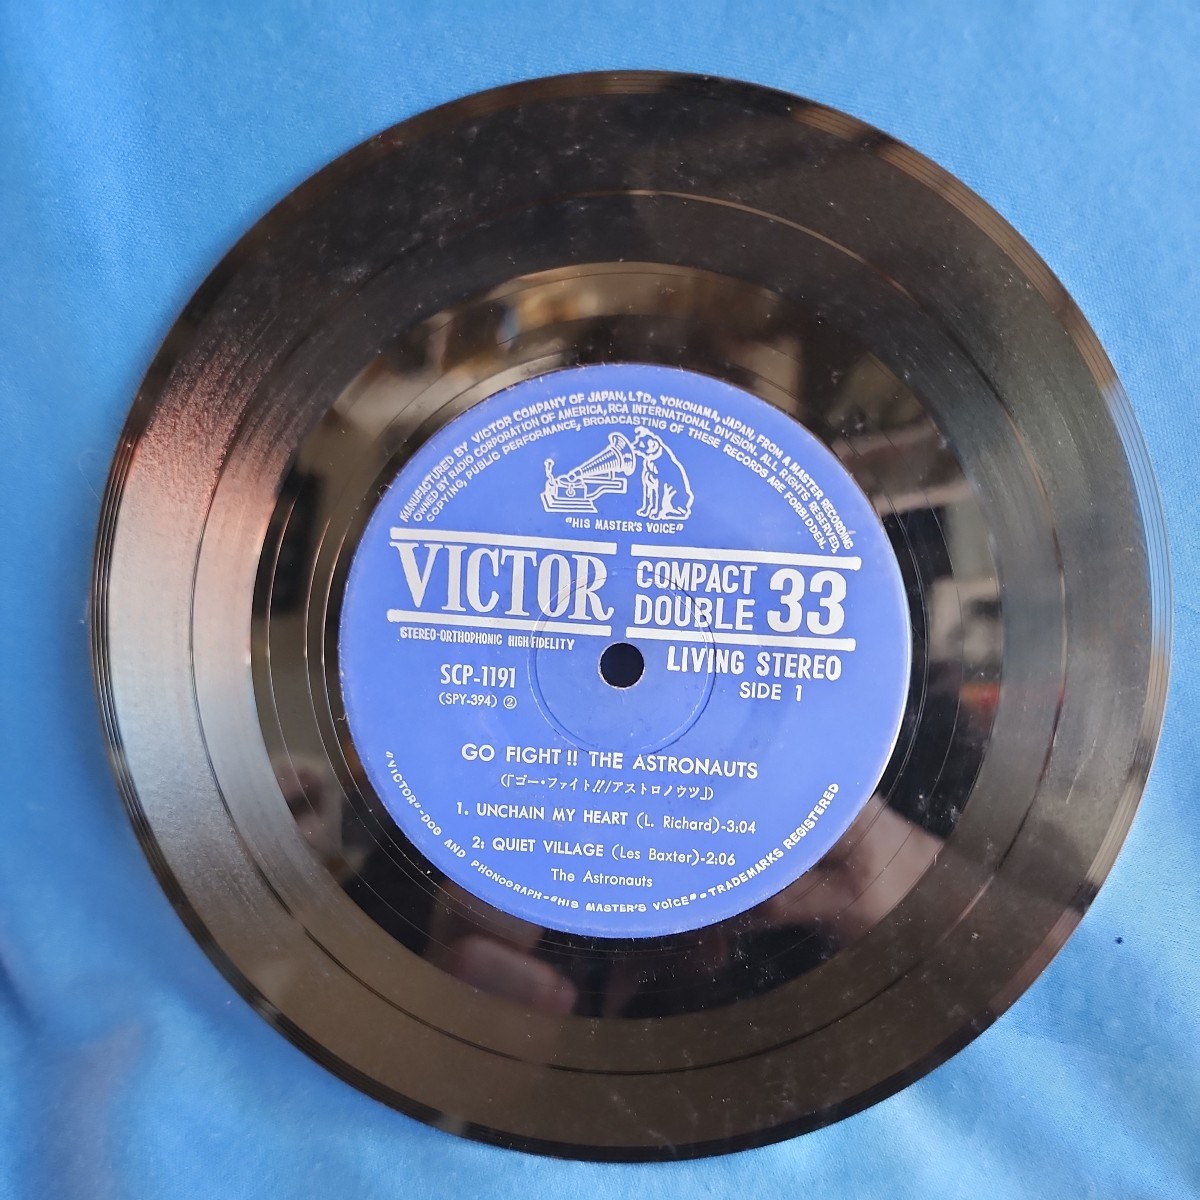 MANUFACTURED BY VICTOR COMPANY OF JAPAN, LTD., YOKOHAMA, JAPAN, FROM A MASTER RECORDING
OWNED BY RADIO CORPORATION OF AMERICA, RCA INTERNATIONAL DIVISION. ALL RIGHTS RESERVED,
COPYING, PUBLIC PERFORMANCE, BROADCASTING OF THESE RECORDS ARE FORBIDDEN.
"HIS MASTER'S VOICE"
VICTOR
COMPACT
DOUBLE 33
STEREO-ORTHOPHONIC HIGH FIDELITY
LIVING STEREO
SCP-1191
SIDE 1
(SPY-394) ②
GO FIGHT!! THE ASTRONAUTS
(「ゴー・ファイト!!/アストロノウツ」)
1. UNCHAIN MY HEART (L. Richard)-3:04
2: QUIET VILLAGE (Les Baxter)-2:06
The Astronauts
"VICTOR"-DOG AND PHONOGRAPH-"HIS MASTER'S VOICE"-TRADEMARKS REGISTERED